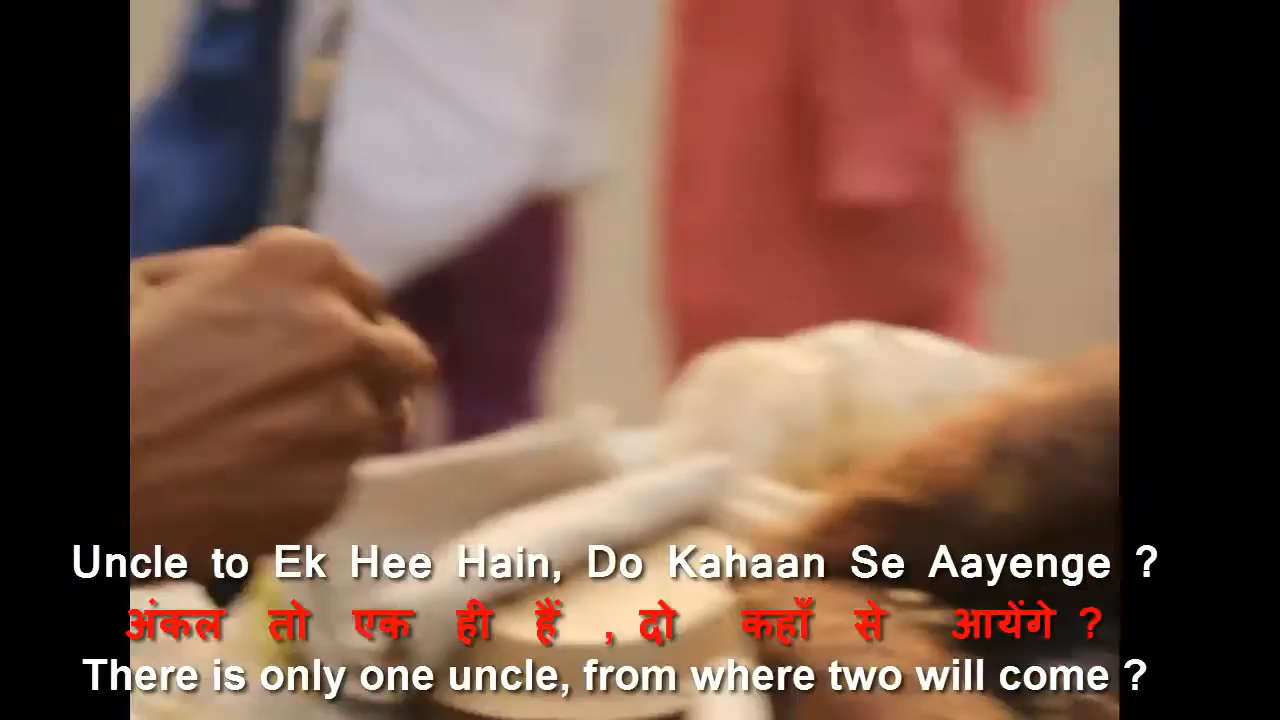 Uncle to Ek Hee Hain, Do Kahaan Se Aayenge ?
अंकल तो एक ही हैं , दो कहाँ से आयेंगे ?
There is only one uncle, from where two will come ?